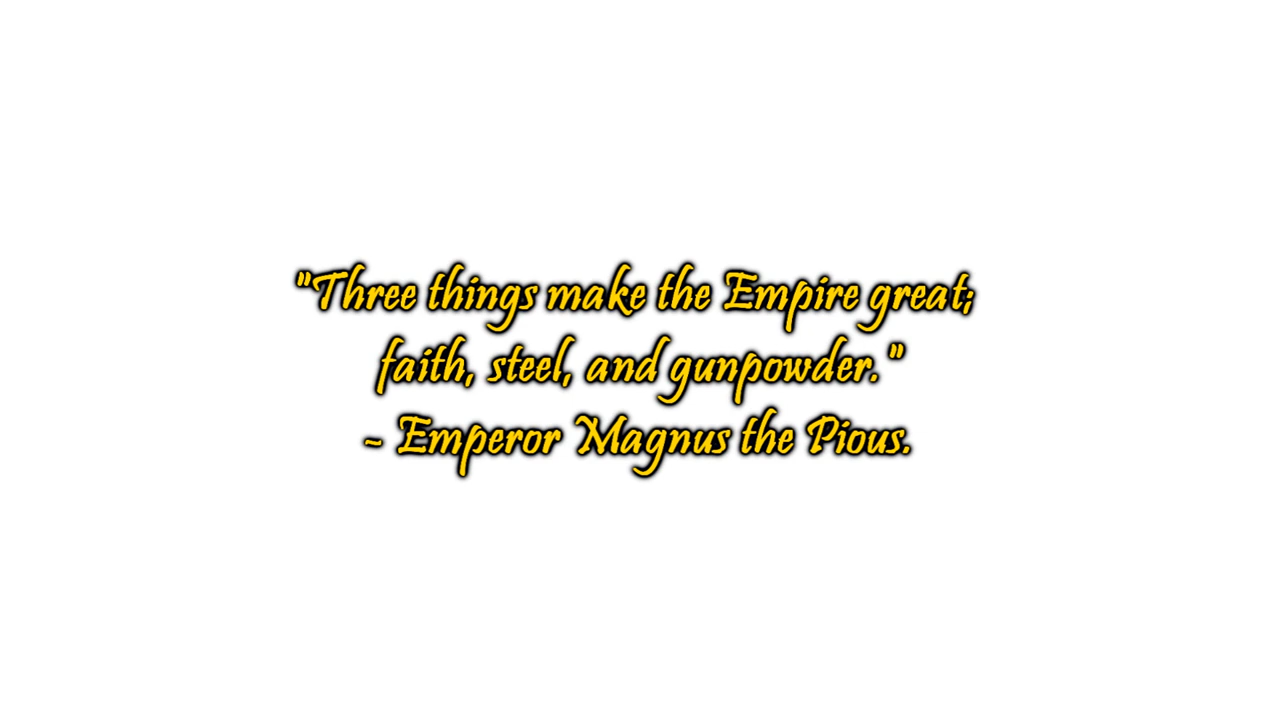 "Three things make the Empire great;
faith, steel, and gunpowder."
- Emperor Magnus the Pious.